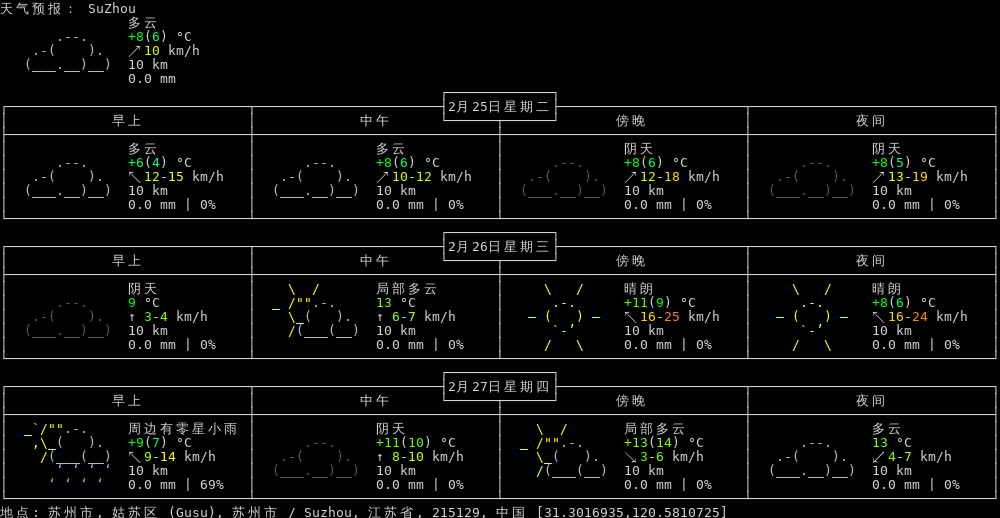 天气预报： SuZhou
多云
+8(6) °C
↗ 10 km/h
10 km
0.0 mm
2月25日星期二
早上 中午 傍晚 夜间
多云 多云 阴天 阴天
+6(4) °C +8(6) °C +8(6) °C +8(5) °C
↖ 12-15 km/h ↗ 10-12 km/h ↗ 12-18 km/h ↗ 13-19 km/h
10 km 10 km 10 km 10 km
0.0 mm | 0% 0.0 mm | 0% 0.0 mm | 0% 0.0 mm | 0%
2月26日星期三
早上 中午 傍晚 夜间
阴天 局部多云 晴朗 晴朗
9 °C 13 °C +11(9) °C +8(6) °C
↑ 3-4 km/h ↑ 6-7 km/h ↖ 16-25 km/h ↖ 16-24 km/h
10 km 10 km 10 km 10 km
0.0 mm | 0% 0.0 mm | 0% 0.0 mm | 0% 0.0 mm | 0%
2月27日星期四
早上 中午 傍晚 夜间
周边有零星小雨 阴天 局部多云 多云
+9(7) °C +11(10) °C +13(14) °C 13 °C
↖ 9-14 km/h ↑ 8-10 km/h ↘ 3-6 km/h ↙ 4-7 km/h
10 km 10 km 10 km 10 km
0.0 mm | 69% 0.0 mm | 0% 0.0 mm | 0% 0.0 mm | 0%
地点: 苏州市, 姑苏区 (Gusu), 苏州市 / Suzhou, 江苏省, 215129, 中国 [31.3016935,120.5810725]